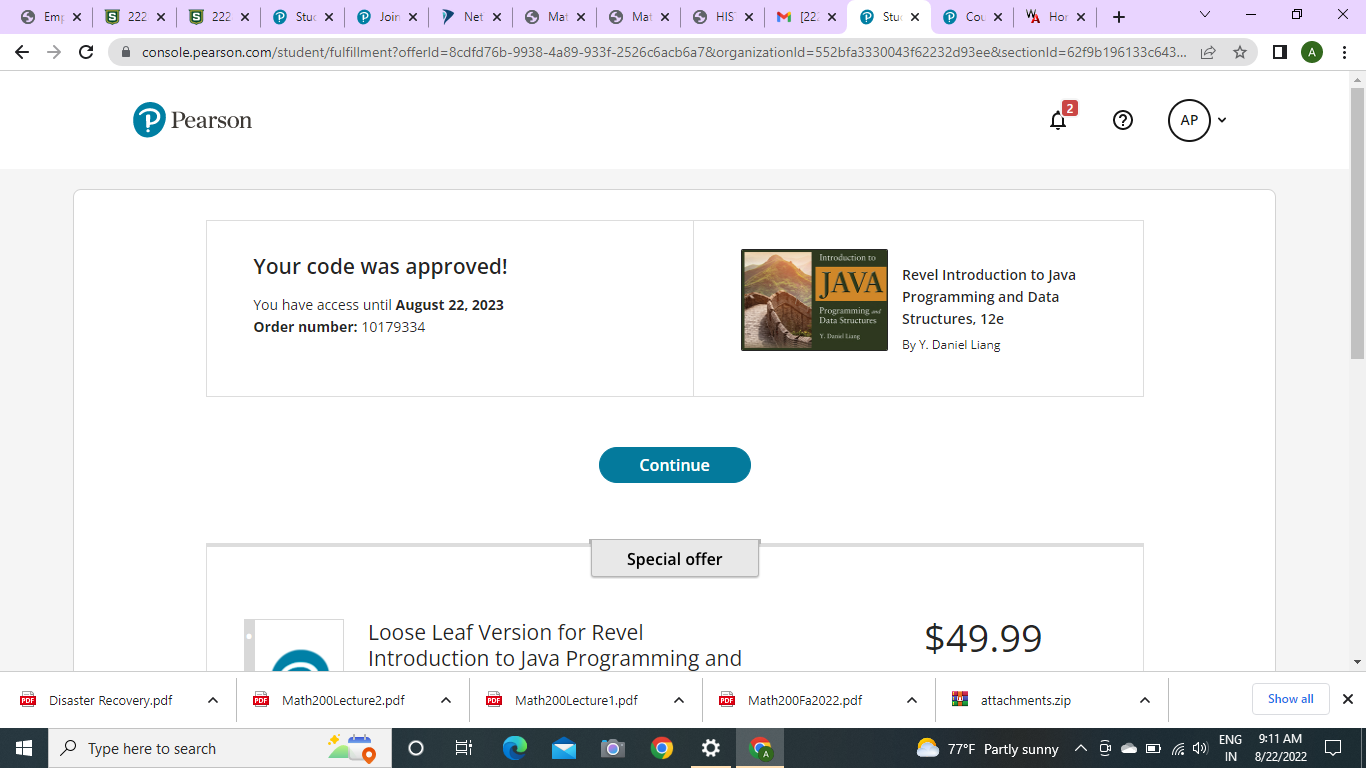 Emp
222
222
Stud
Join
Net
Mat
Mat
HIS
[222
Stu
Cou
Hor
console.pearson.com/student/fulfillment?offerId=8cdfd76b-9938-4a89-933f-2526c6acb6a7&organizationId=552bfa3330043f62232d93ee&sectionId=62f9b196133c643...
A
Pearson
2
AP
Your code was approved!
You have access until August 22, 2023
Order number: 10179334
Introduction to
JAVA
Programming and
Data Structures
Y. Daniel Liang
Revel Introduction to Java
Programming and Data
Structures, 12e
By Y. Daniel Liang
Continue
Special offer
Loose Leaf Version for Revel
Introduction to Java Programming and
$49.99
Disaster Recovery.pdf
Math200Lecture2.pdf
Math200Lecture1.pdf
Math200Fa2022.pdf
attachments.zip
Show all
Type here to search
77°F Partly sunny
ENG
IN
9:11 AM
8/22/2022